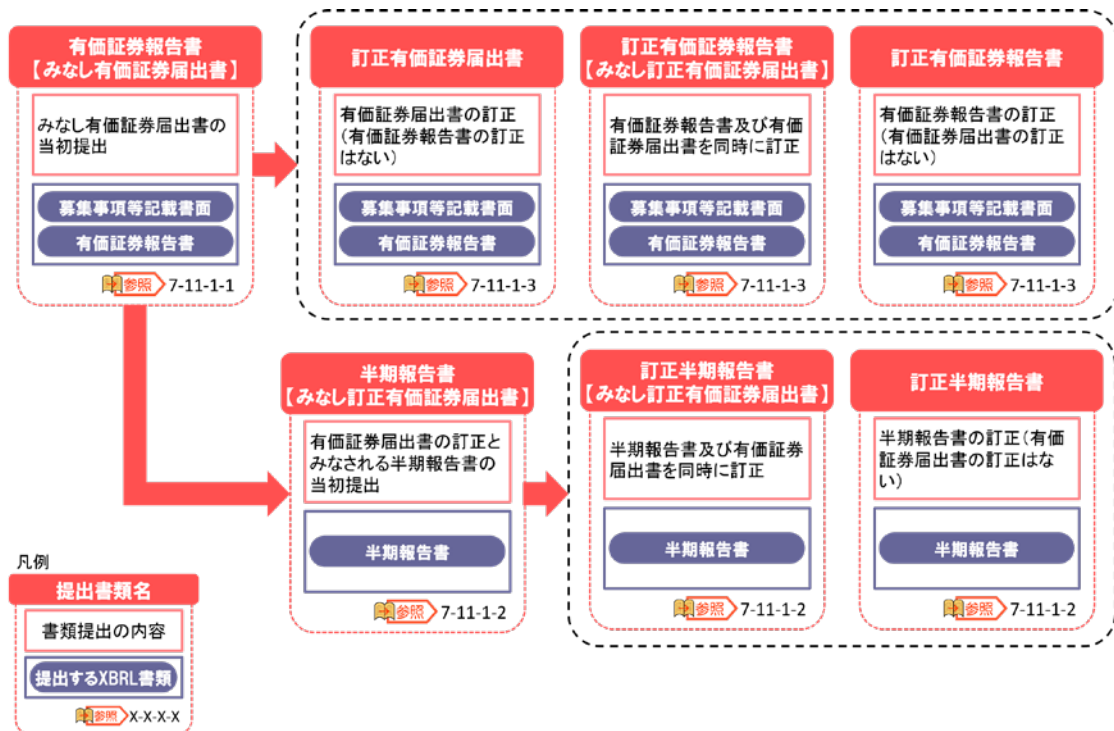 有価証券報告書
【みなし有価証券届出書】
みなし有価証券届出書の
当初提出
募集事項等記載書面
有価証券報告書
参照 7-11-1-1
訂正有価証券届出書
有価証券届出書の訂正
(有価証券報告書の訂正
はない)
募集事項等記載書面
有価証券報告書
参照 7-11-1-3
訂正有価証券報告書
【みなし訂正有価証券届出書】
有価証券報告書及び有価
証券届出書を同時に訂正
募集事項等記載書面
有価証券報告書
参照 7-11-1-3
訂正有価証券報告書
有価証券報告書の訂正
(有価証券届出書の訂正
はない)
募集事項等記載書面
有価証券報告書
参照 7-11-1-3
半期報告書
【みなし訂正有価証券届出書】
有価証券届出書の訂正と
みなされる半期報告書の
当初提出
半期報告書
参照 7-11-1-2
訂正半期報告書
【みなし訂正有価証券届出書】
半期報告書及び有価証券
届出書を同時に訂正
半期報告書
参照 7-11-1-2
訂正半期報告書
半期報告書の訂正(有価
証券届出書の訂正はな
い)
半期報告書
参照 7-11-1-2
凡例
提出書類名
書類提出の内容
提出するXBRL書類
参照 X-X-X-X